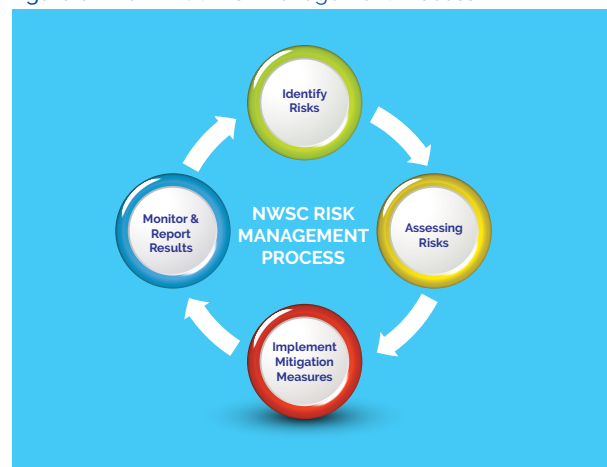 Identify
Risks
Assessing
Risks
Implement
Mitigation
Measures
Monitor &
Report
Results
NWSC RISK
MANAGEMENT
PROCESS